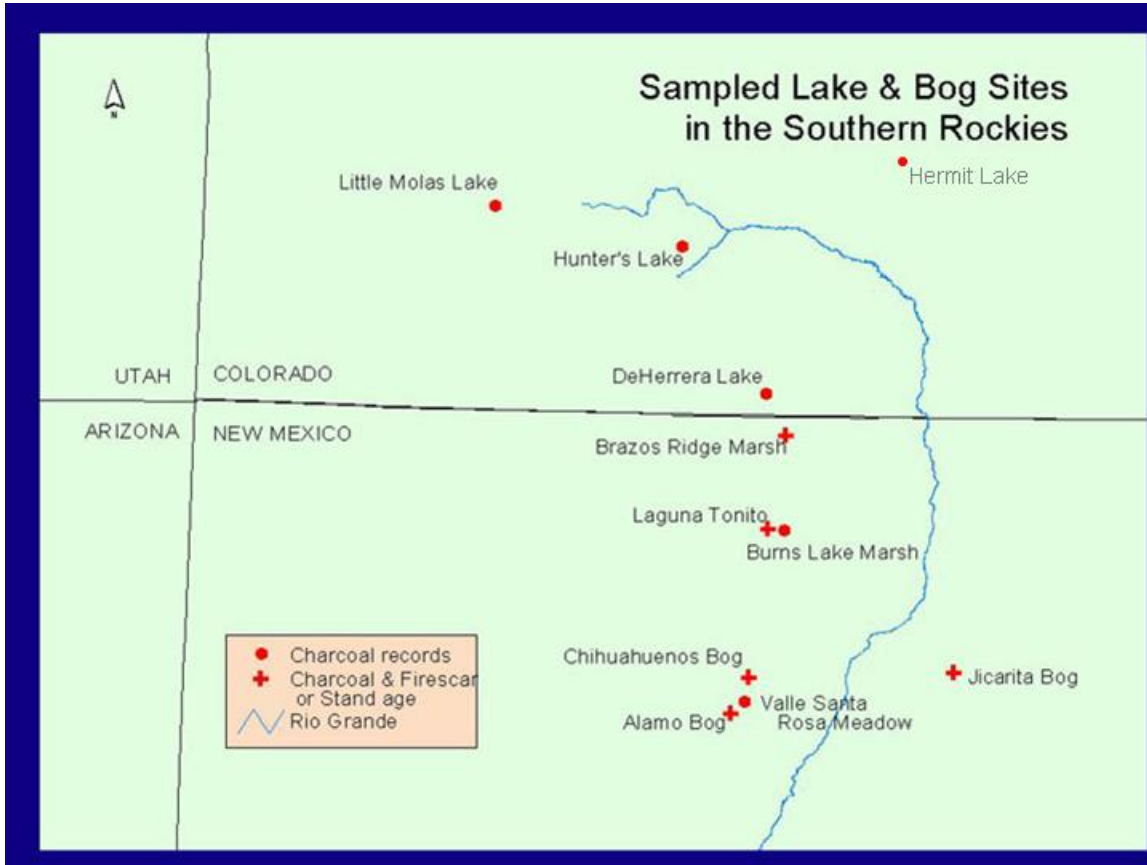 Sampled Lake & Bog Sites
in the Southern Rockies
N
Hermit Lake
Little Molas Lake
Hunter's Lake
DeHerrera Lake
UTAH
COLORADO
ARIZONA
NEW MEXICO
Brazos Ridge Marsh
Laguna Tonito
Burns Lake Marsh
Chihuahuenos Bog
Jicarita Bog
Valle Santa
Rosa Meadow
Alamo Bog
Charcoal records
Charcoal & Firescar
or Stand age
Rio Grande